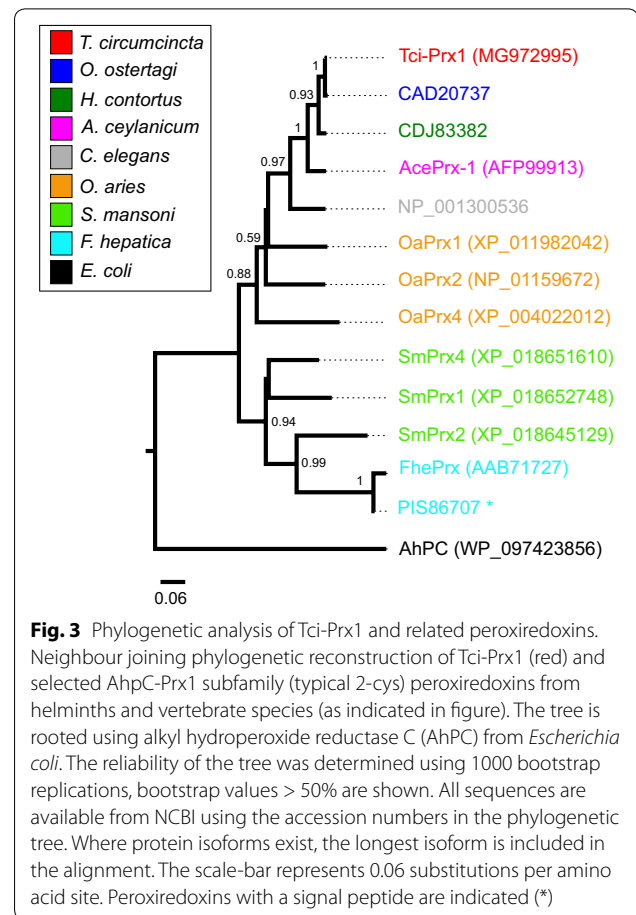 T. circumcincta
O. ostertagi
H. contortus
A. ceylanicum
C. elegans
O. aries
S. mansoni
F. hepatica
E. coli
1
Tci-Prx1 (MG972995)
0.93
CAD20737
1
CDJ83382
0.97
AcePrx-1 (AFP99913)
NP_001300536
0.59
OaPrx1 (XP_011982042)
0.88
OaPrx2 (NP_01159672)
OaPrx4 (XP_004022012)
SmPrx4 (XP_018651610)
SmPrx1 (XP_018652748)
0.94
SmPrx2 (XP_018645129)
0.99
FhePrx (AAB71727)
1
PIS86707 *
AhPC (WP_097423856)
0.06
Fig. 3 Phylogenetic analysis of Tci-Prx1 and related peroxiredoxins.
Neighbour joining phylogenetic reconstruction of Tci-Prx1 (red) and
selected AhpC-Prx1 subfamily (typical 2-cys) peroxiredoxins from
helminths and vertebrate species (as indicated in figure). The tree is
rooted using alkyl hydroperoxide reductase C (AhPC) from Escherichia
coli. The reliability of the tree was determined using 1000 bootstrap
replications, bootstrap values > 50% are shown. All sequences are
available from NCBI using the accession numbers in the phylogenetic
tree. Where protein isoforms exist, the longest isoform is included in
the alignment. The scale-bar represents 0.06 substitutions per amino
acid site. Peroxiredoxins with a signal peptide are indicated (*)